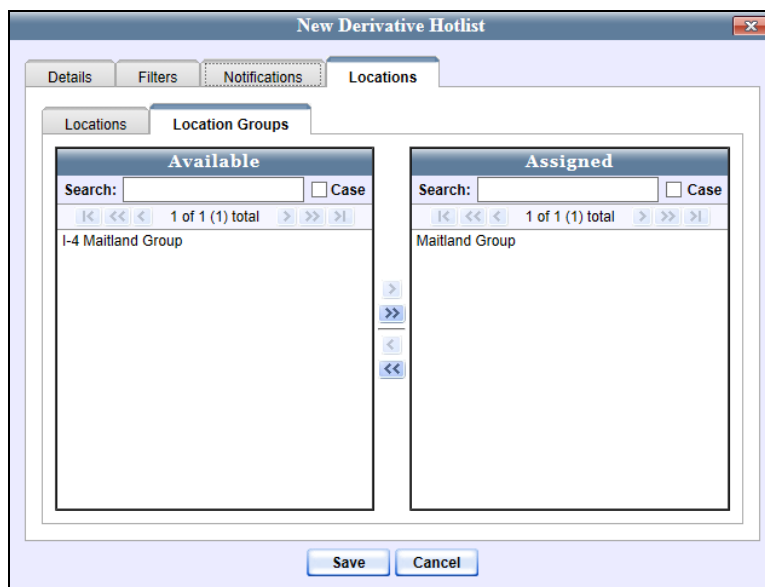 New Derivative Hotlist
Details Filters Notifications Locations
Locations Location Groups
Available
Search: Case
1 of 1 (1) total
I-4 Maitland Group
Assigned
Search: Case
1 of 1 (1) total
Maitland Group
Save Cancel